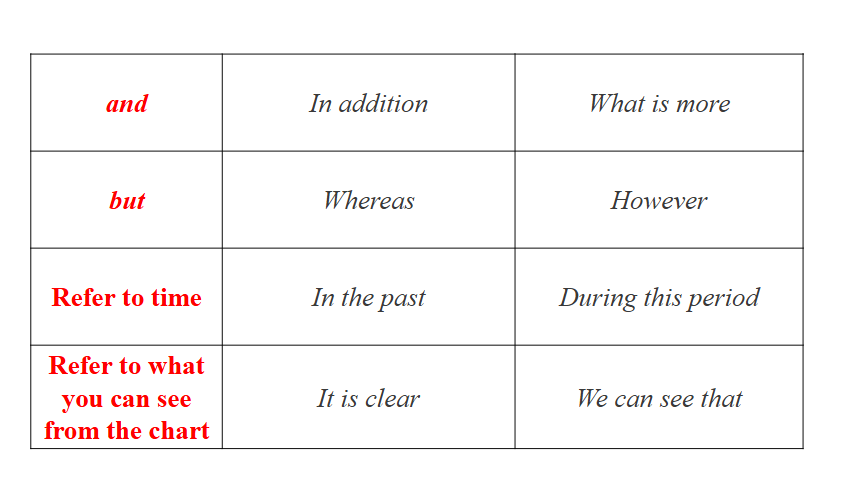 and In addition What is more
but Whereas However
Refer to time In the past During this period
Refer to what
you can see It is clear We can see that
from the chart